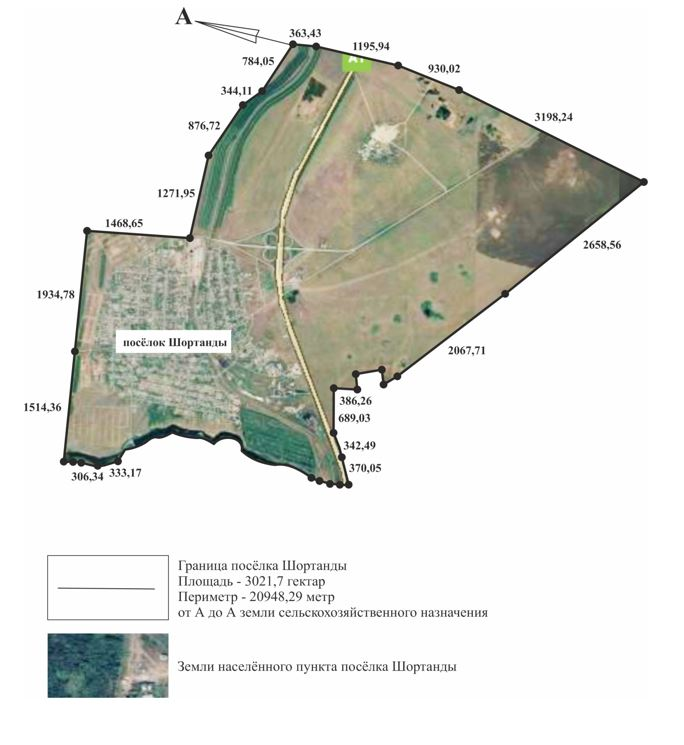 А
363,43
1195,94
784,05
А1
930,02
344,11
3198,24
876,72
1271,95
1468,65
2658,56
1934,78
посёлок Шортанды
2067,71
386,26
1514,36
689,03
342,49
306,34
333,17
370,05
Граница посёлка Шортанды
Площадь - 3021,7 гектар
Периметр - 20948,29 метр
от А до А земли сельскохозяйственного назначения
Земли населённого пункта посёлка Шортанды